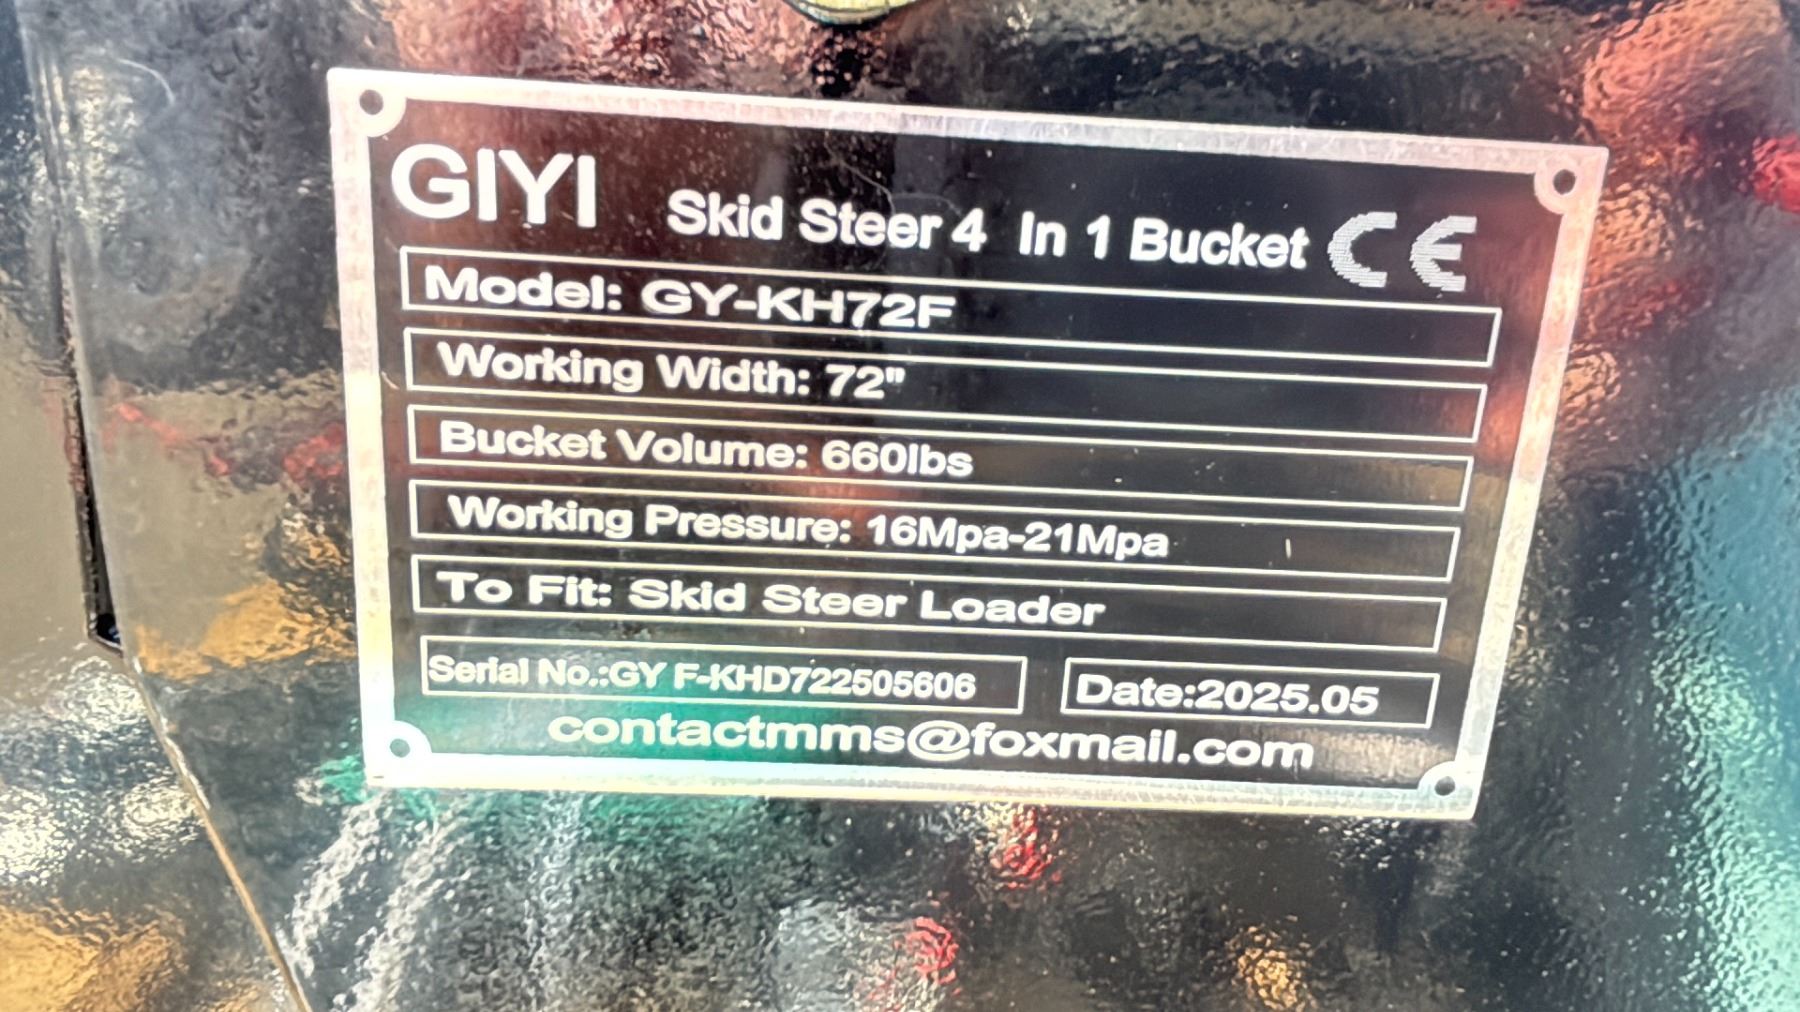 GIYI Skid Steer 4 In 1 Bucket CE
Model: GY-KH72F
Working Width: 72"
Bucket Volume: 660lbs
Working Pressure: 16Mpa-21Mpa
To Fit: Skid Steer Loader
Serial No.:GY F-KHD722505606 Date:2025.05
contactmms@foxmail.com